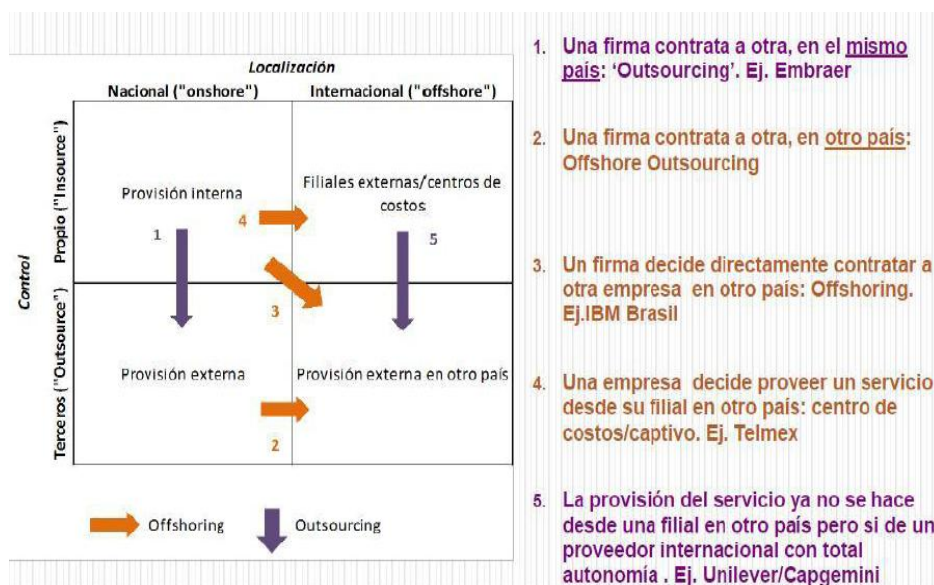 Localización
Nacional ("onshore")
Internacional ("offshore")
Control
Propio ("Insource")
Terceros ("Outsource")
Provisión interna
Filiales externas/centros de
costos
1
4
5
3
Provisión externa
Provisión externa en otro país
2
Offshoring
Outsourcing
1. Una firma contrata a otra, en el mismo
país: ‘Outsourcing’. Ej. Embraer
2. Una firma contrata a otra, en otro país:
Offshore Outsourcing
3. Un firma decide directamente contratar a
otra empresa en otro país: Offshoring.
Ej.IBM Brasil
4. Una empresa decide proveer un servicio
desde su filial en otro país: centro de
costos/captivo. Ej. Telmex
5. La provisión del servicio ya no se hace
desde una filial en otro país pero si de un
proveedor internacional con total
autonomía . Ej. Unilever/Capgemini